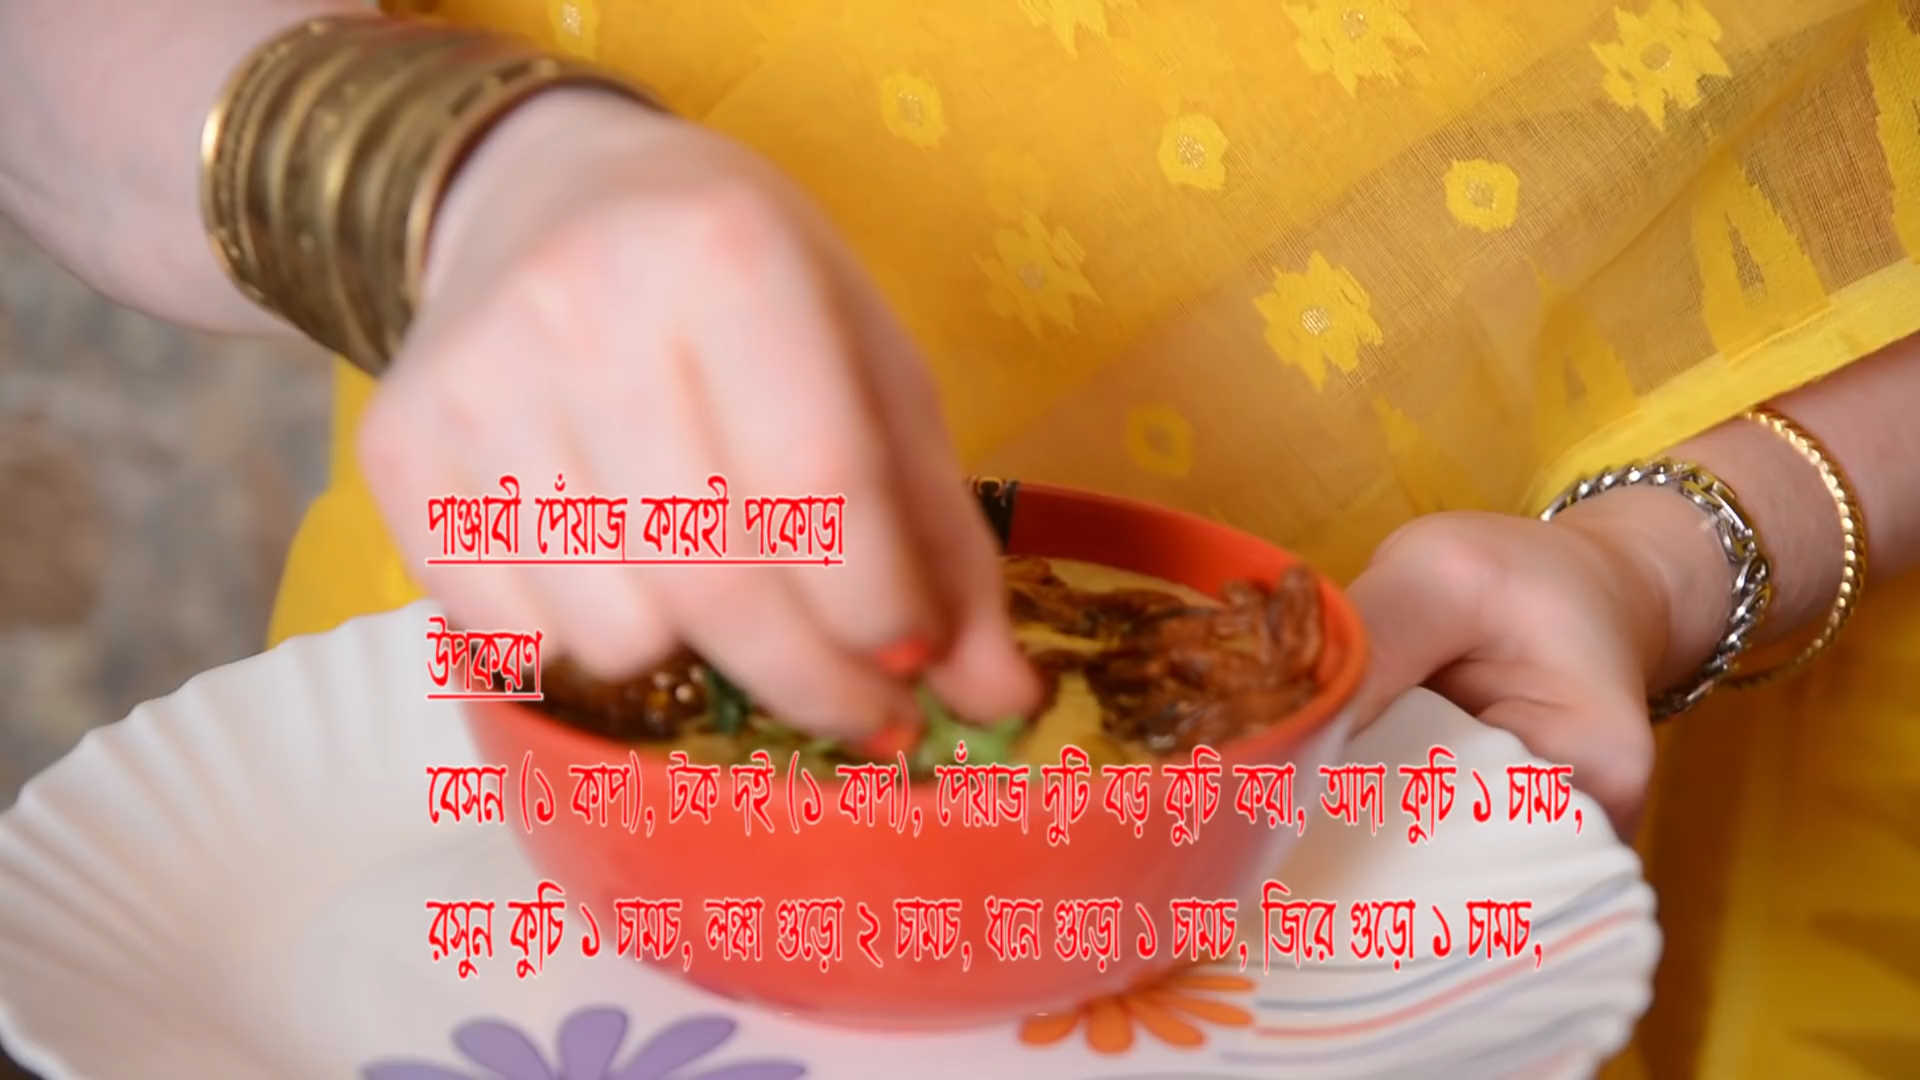 পাঞ্জাবী পেঁয়াজ কারহী পকোড়া
উপকরণ
বেসন (১ কাপ), টক দই (১ কাপ), পেঁয়াজ দুটি বড় কুচি করা, আদা কুচি ১ চামচ,
রসুন কুচি ১ চামচ, লঙ্কা গুড়ো ২ চামচ, ধনে গুড়ো ১ চামচ, জিরে গুড়ো ১ চামচ,